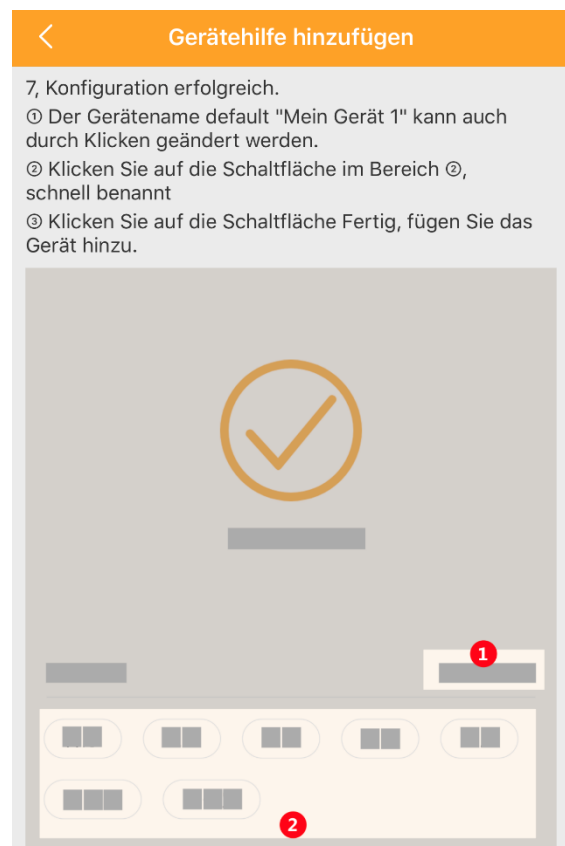 Gerätehilfe hinzufügen
7, Konfiguration erfolgreich.
① Der Gerätename default "Mein Gerät 1" kann auch
durch Klicken geändert werden.
② Klicken Sie auf die Schaltfläche im Bereich ②,
schnell benannt
③ Klicken Sie auf die Schaltfläche Fertig, fügen Sie das
Gerät hinzu.
1
2